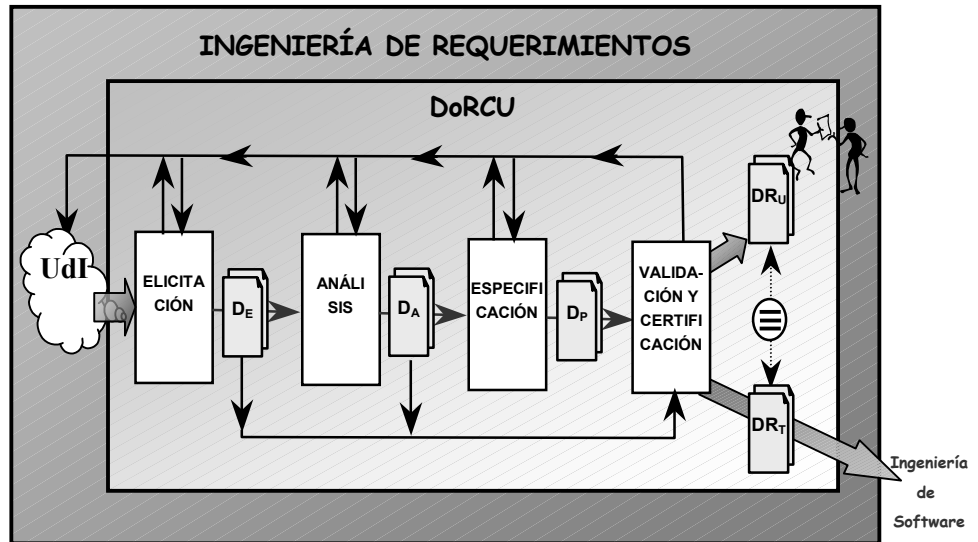 INGENIERÍA DE REQUERIMIENTOS
DoRCU
UdI
ELICITA
CIÓN
DE
ANÁLI
SIS
DA
ESPECIFI
CACIÓN
DP
VALIDA-
CIÓN Y
CERTIFI
CACIÓN
DRU
DRT
Ingeniería
de
Software